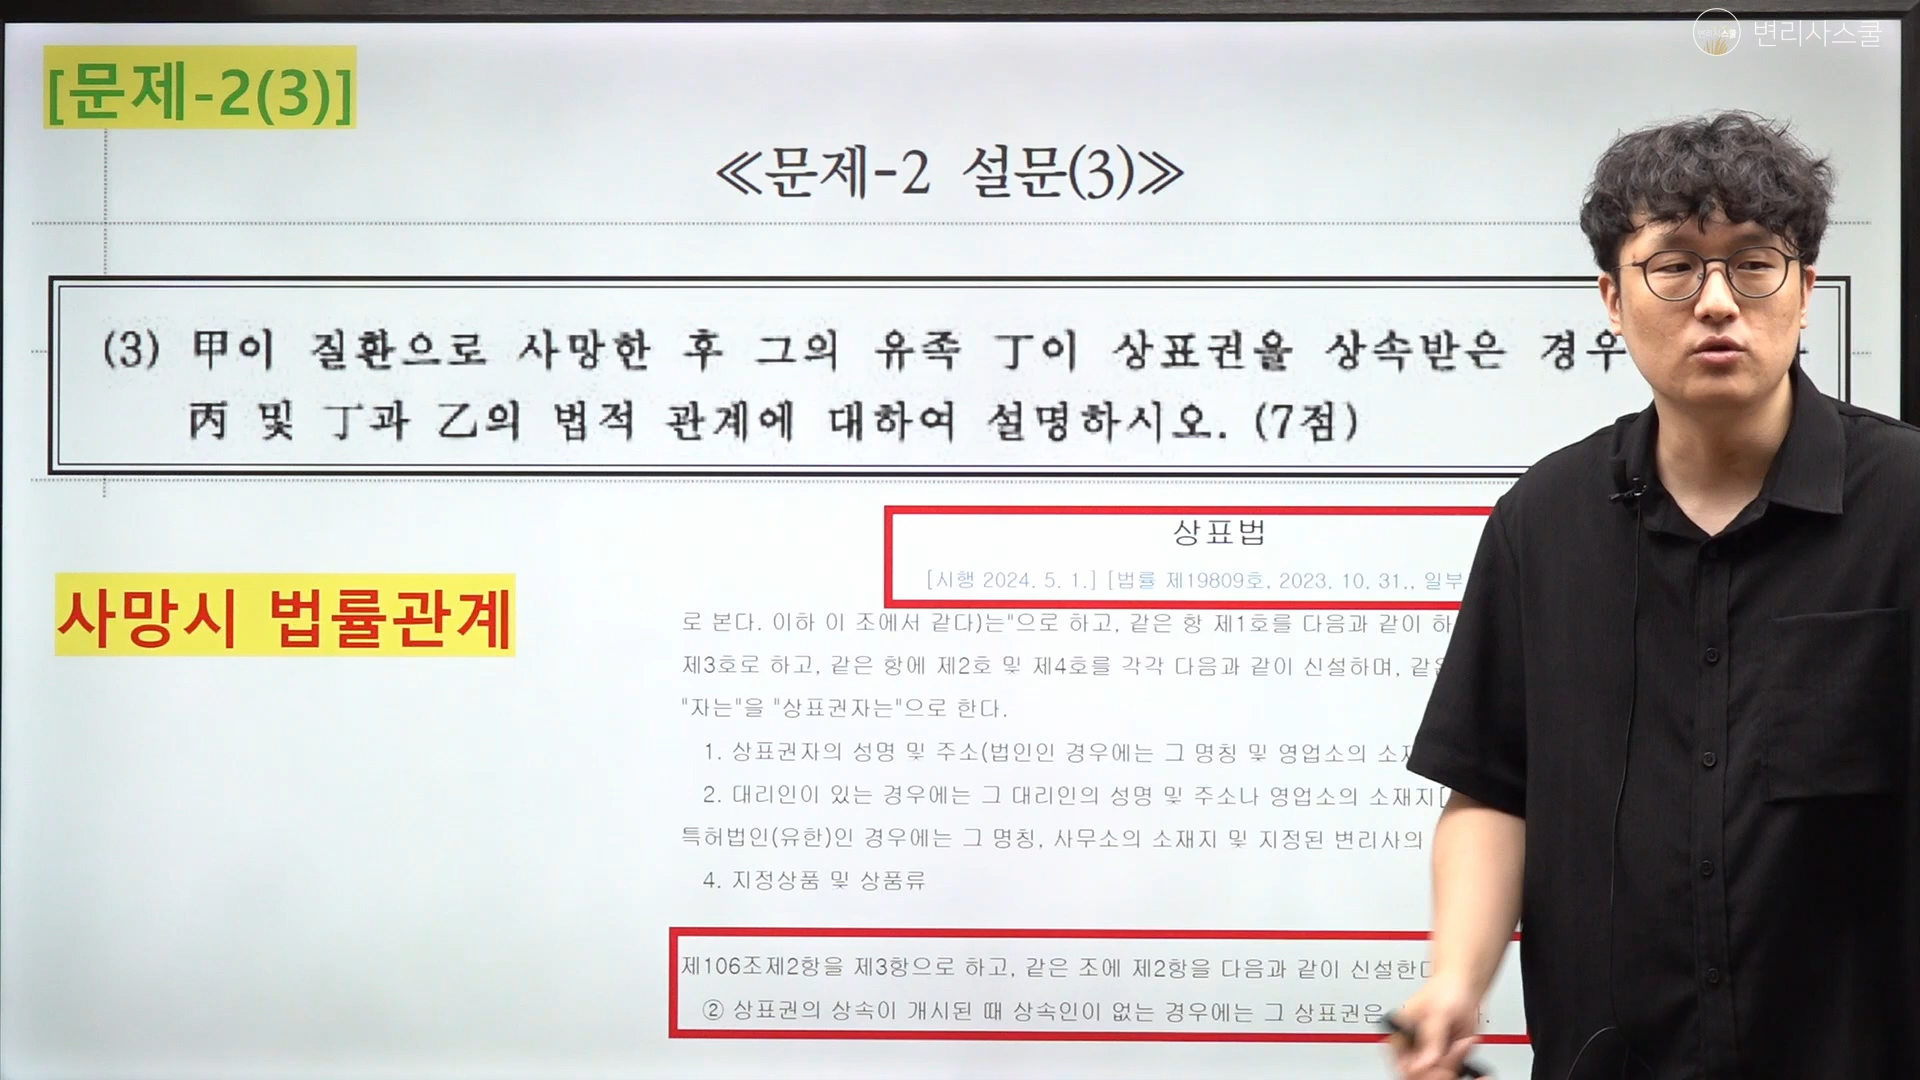 변리사스쿨
[문제-2(3)]
≪문제-2 설문(3)≫
(3) 甲이 질환으로 사망한 후 그의 유족 丁이 상표권을 상속받은 경우
丙 및 丁과 乙의 법적 관계에 대하여 설명하시오. (7점)
상표법
[시행 2024. 5. 1.] [법률 제19809호, 2023. 10. 31., 일부
사망시 법률관계
로 본다. 이하 이 조에서 같다)는"으로 하고, 같은 항 제1호를 다음과 같이 하
제3호로 하고, 같은 항에 제2호 및 제4호를 각각 다음과 같이 신설하며, 같은
"자는"을 "상표권자는"으로 한다.
1. 상표권자의 성명 및 주소(법인인 경우에는 그 명칭 및 영업소의 소재
2. 대리인이 있는 경우에는 그 대리인의 성명 및 주소나 영업소의 소재지[
특허법인(유한)인 경우에는 그 명칭, 사무소의 소재지 및 지정된 변리사의
4. 지정상품 및 상품류
제106조제2항을 제3항으로 하고, 같은 조에 제2항을 다음과 같이 신설한다
② 상표권의 상속이 개시된 때 상속인이 없는 경우에는 그 상표권은